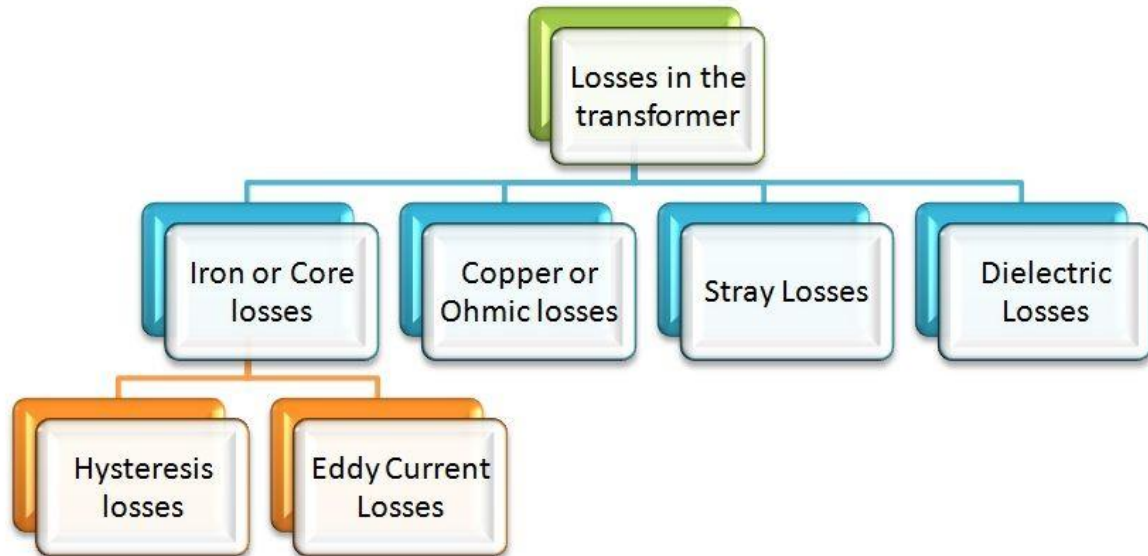 Losses in the
transformer
Iron or Core
losses
Copper or
Ohmic losses
Stray Losses
Dielectric
Losses
Hysteresis
losses
Eddy Current
Losses